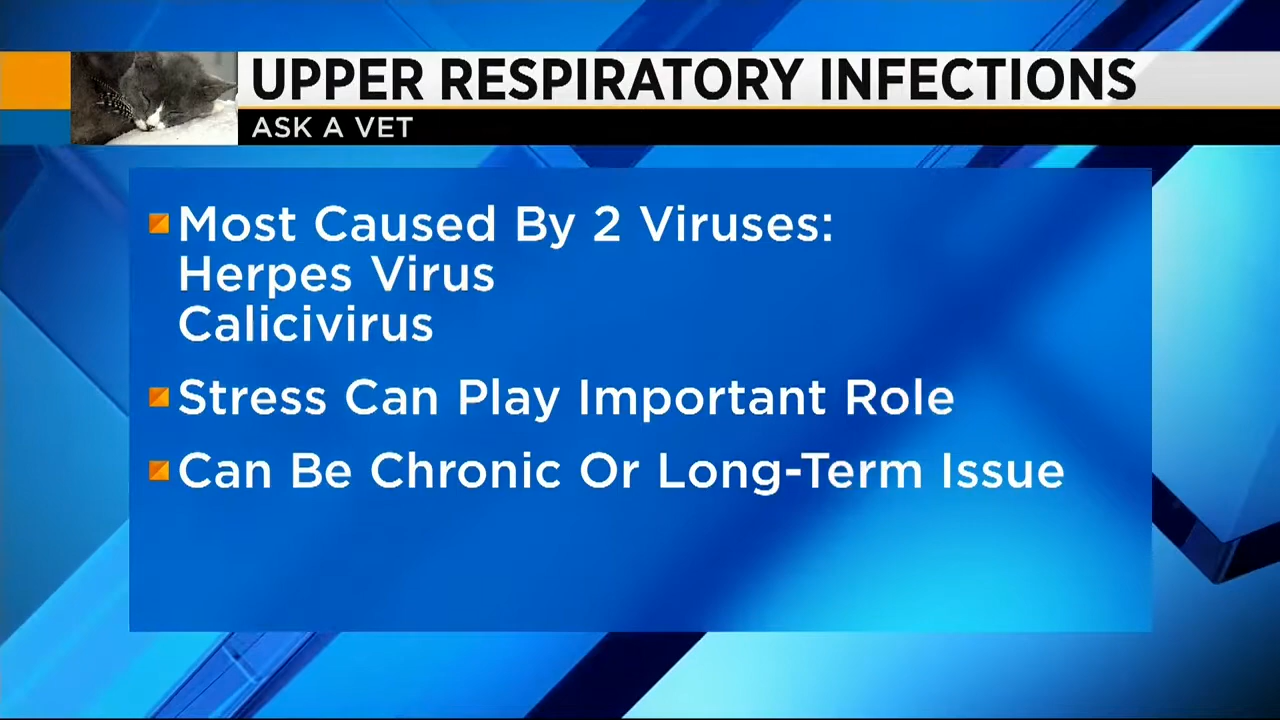 UPPER RESPIRATORY INFECTIONS
ASK A VET
Most Caused By 2 Viruses:
Herpes Virus
Calicivirus
Stress Can Play Important Role
Can Be Chronic Or Long-Term Issue